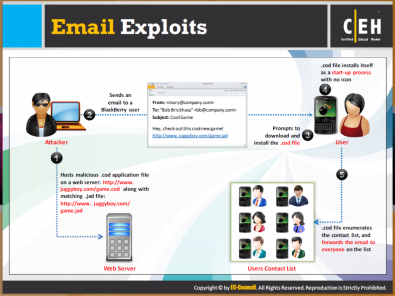 Email Exploits
C|EH
Certified Ethical Hacker
Sends an
email to a
BlackBerry user
2
From: <mary@company.com>
To: "Bob Brickhaus" <bb@company.com>
Subject: Cool Game
Hey, check out this cool new game!
http://www.juggyboy.com/game.jad
.cod file installs itself
as a start-up process
with no icon
4
Prompts to
download and
install the .cod file
3
Attacker
User
1
Hosts malicious .cod application file
on a web server: http://www.
juggyboy.com/game.cod along with
matching .jad file:
http://www. juggyboy.com/
game.jad
5
.cod file enumerates
the contact list, and
forwards the email to
everyone on the list
Web Server
Users Contact List
Copyright © by EC-Council. All Rights Reserved. Reproduction is Strictly Prohibited.